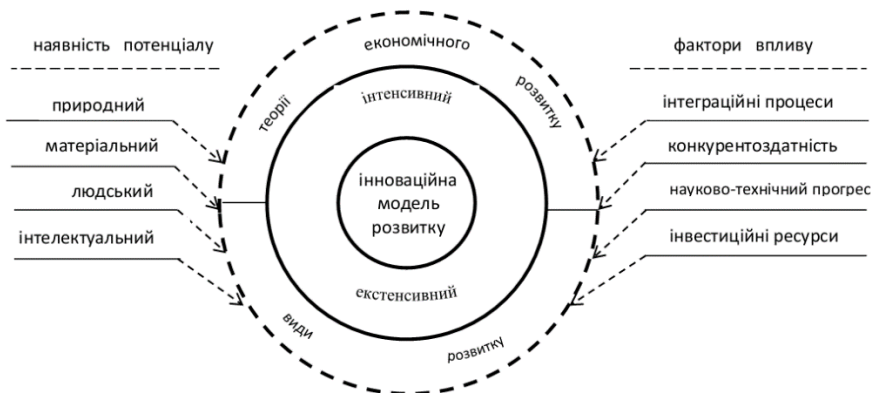 наявність потенціалу
природний
матеріальний
людський
інтелектуальний
теорії
економічного
розвитку
інтенсивний
інноваційна
модель
розвитку
екстенсивний
види
розвитку
фактори впливу
інтеграційні процеси
конкурентоздатність
науково-технічний прогрес
інвестиційні ресурси